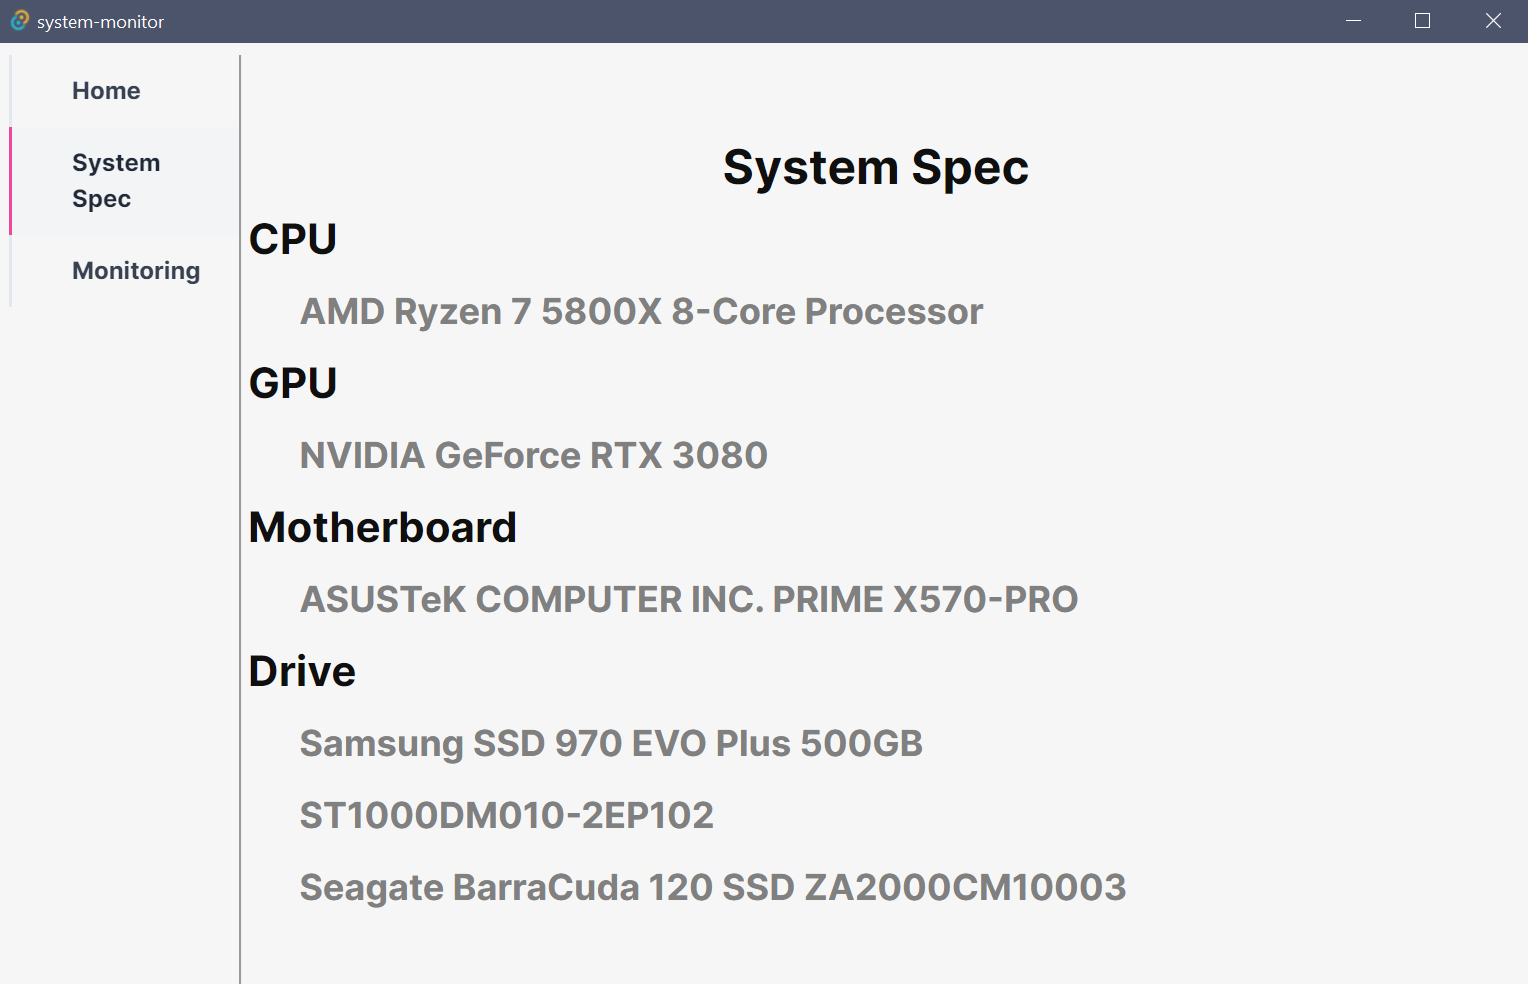 system-monitor
Home
System
Spec
Monitoring
System Spec
CPU
AMD Ryzen 7 5800X 8-Core Processor
GPU
NVIDIA GeForce RTX 3080
Motherboard
ASUSTeK COMPUTER INC. PRIME X570-PRO
Drive
Samsung SSD 970 EVO Plus 500GB
ST1000DM010-2EP102
Seagate BarraCuda 120 SSD ZA2000CM10003